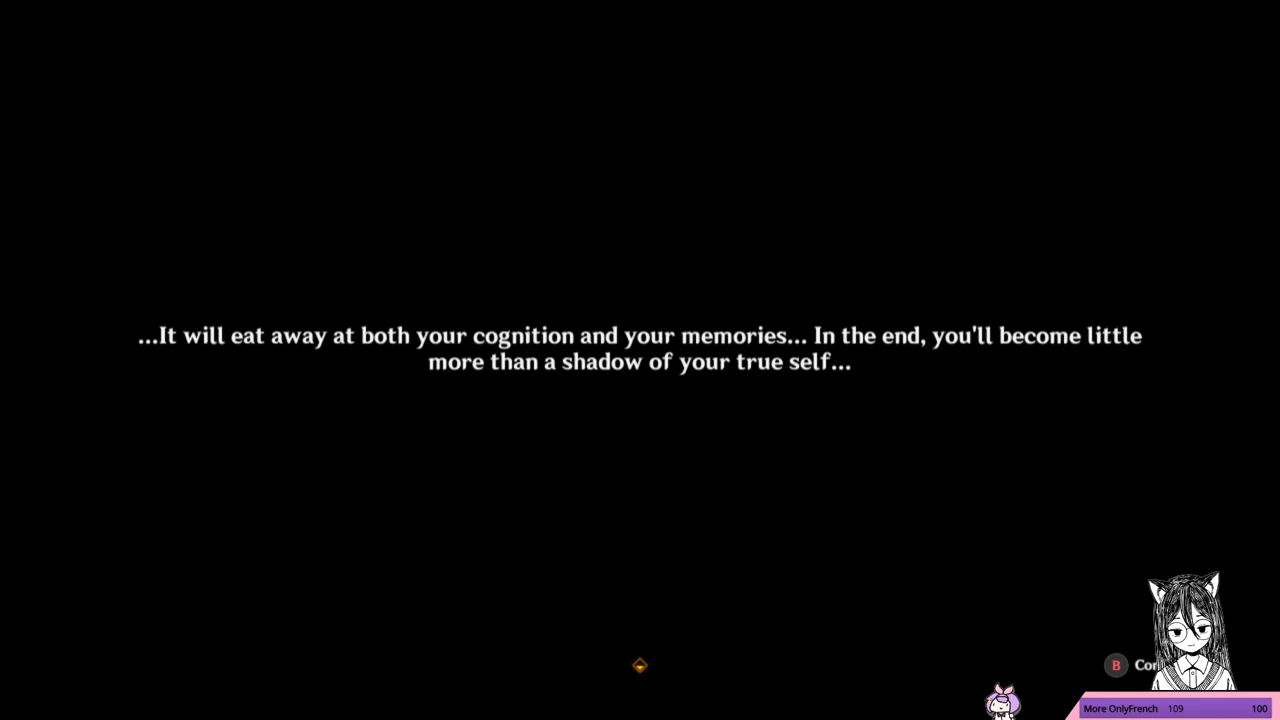 ...It will eat away at both your cognition and your memories... In the end, you'll become little
more than a shadow of your true self...
B
More OnlyFrench 109 100